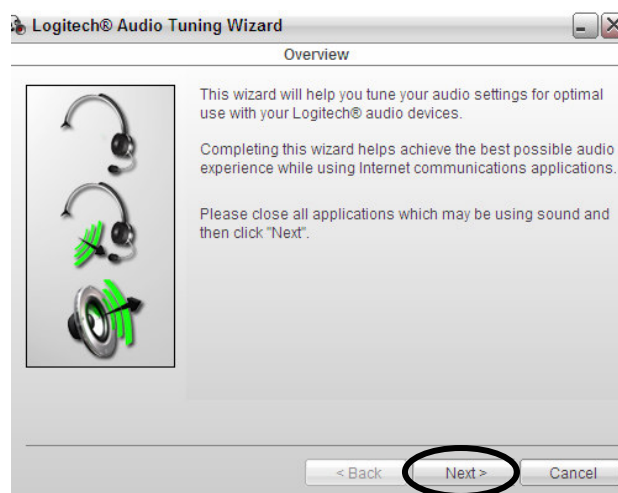 Logitech® Audio Tuning Wizard
Overview
This wizard will help you tune your audio settings for optimal
use with your Logitech® audio devices.
Completing this wizard helps achieve the best possible audio
experience while using Internet communications applications.
Please close all applications which may be using sound and
then click "Next".
< Back Next > Cancel